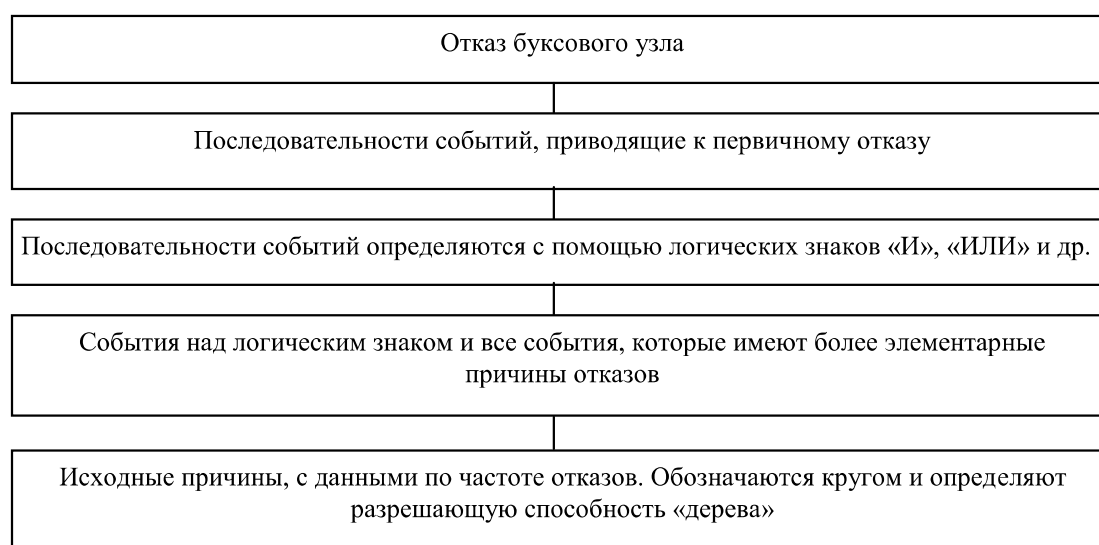 Отказ буксового узла
Последовательности событий, приводящие к первичному отказу
Последовательности событий определяются с помощью логических знаков «И», «ИЛИ» и др.
События над логическим знаком и все события, которые имеют более элементарные
причины отказов
Исходные причины, с данными по частоте отказов. Обозначаются кругом и определяют
разрешающую способность «дерева»